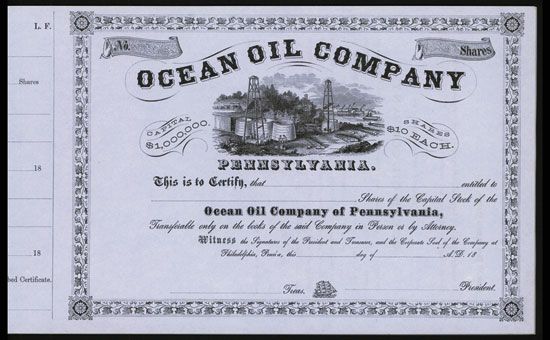 L. F.
No.
Shares
OCEAN OIL COMPANY
Shares
CAPITAL
$1,000,000.
SHARES
$10 EACH.
PENNSYLVANIA.
This is to Certify, that entitled to
18
Shares of the Capital Stock of the
Ocean Oil Company of Pennsylvania,
Transferable only on the books of the said Company in Person or by Attorney.
Witness the Signatures of the President and Treasurer, and the Corporate Seal of the Company at
18
Philadelphia, Penn'a, this day of A.D. 18
bed Certificate.
Treas. President.